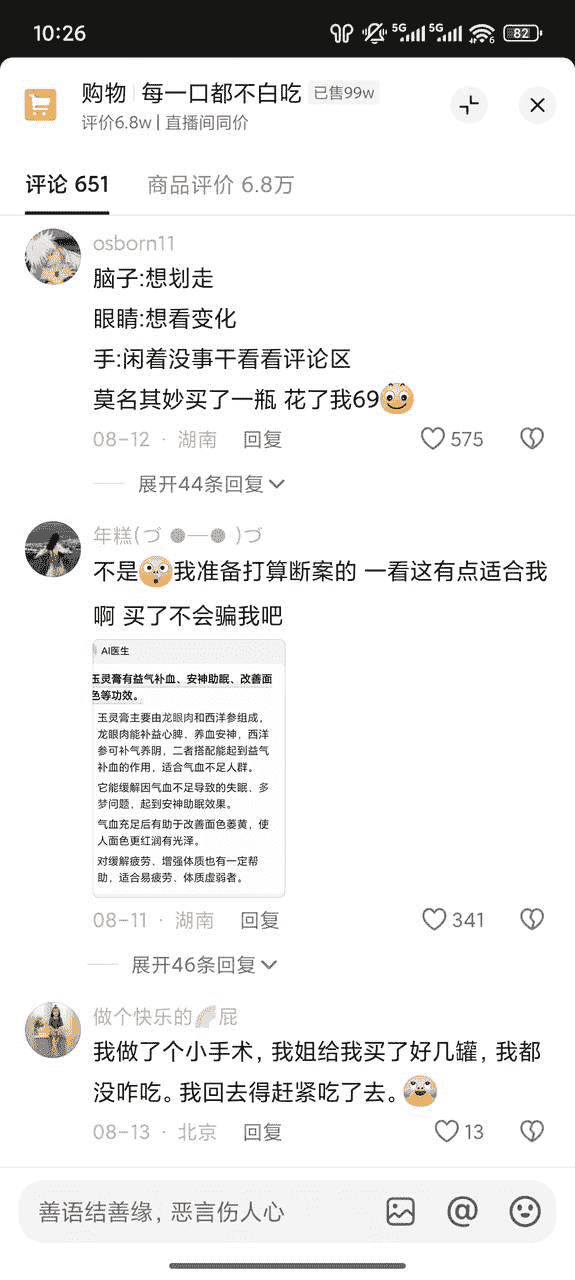 10:26
5G 5G 6 82
购物 每一口都不白吃 已售99w
评价6.8w | 直播间同价
评论 651 商品评价 6.8万
osborn11
脑子:想划走
眼睛:想看变化
手:闲着没事干看看评论区
莫名其妙买了一瓶 花了我69
08-12 · 湖南 回复 575
展开44条回复
年糕(づ ●─● )づ
不是我准备打算断案的 一看这有点适合我
啊 买了不会骗我吧
AI医生
玉灵膏有益气补血、安神助眠、改善面
色等功效。
玉灵膏主要由龙眼肉和西洋参组成,
龙眼肉能补益心脾、养血安神,西洋
参可补气养阴,二者搭配能起到益气
补血的作用,适合气血不足人群。
它能缓解因气血不足导致的失眠、多
梦问题,起到安神助眠效果。
气血充足后有助于改善面色萎黄,使
人面色更红润有光泽。
对缓解疲劳、增强体质也有一定帮
助,适合易疲劳、体质虚弱者。
08-11 · 湖南 回复 341
展开46条回复
做个快乐的🌈屁
我做了个小手术,我姐给我买了好几罐,我都
没咋吃。我回去得赶紧吃了去。
08-13 · 北京 回复 13
善语结善缘,恶言伤人心